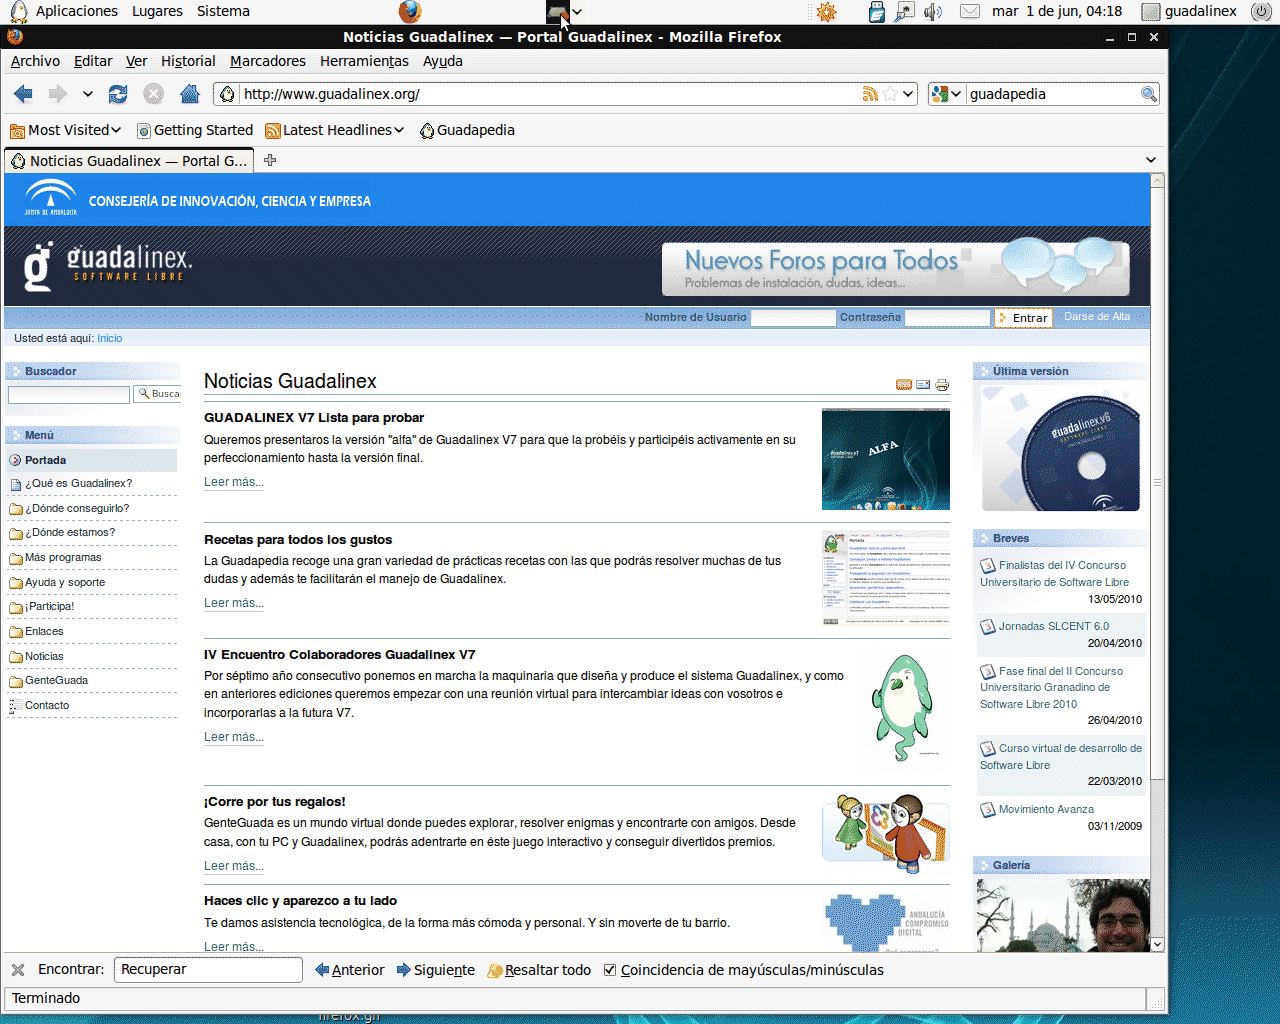 Aplicaciones Lugares Sistema mar 1 de jun, 04:18 guadalinex
Noticias Guadalinex — Portal Guadalinex - Mozilla Firefox
Archivo Editar Ver Historial Marcadores Herramientas Ayuda
http://www.guadalinex.org/ guadapedia
Most Visited Getting Started Latest Headlines Guadapedia
Noticias Guadalinex — Portal G...
JUNTA DE ANDALUCIA CONSEJERÍA DE INNOVACIÓN, CIENCIA Y EMPRESA
guadalinex.
SOFTWARE LIBRE
Nuevos Foros para Todos
Problemas de instalación, dudas, ideas...
Nombre de Usuario Contraseña Entrar Darse de Alta
Usted está aquí: Inicio
Buscador
Busca
Menú
Portada
¿Qué es Guadalinex?
¿Dónde conseguirlo?
¿Dónde estamos?
Más programas
Ayuda y soporte
¡Participa!
Enlaces
Noticias
GenteGuada
Contacto
Noticias Guadalinex
RSS
GUADALINEX V7 Lista para probar
Queremos presentaros la versión "alfa" de Guadalinex V7 para que la probéis y participéis activamente en su
perfeccionamiento hasta la versión final.
Leer más...
ALFA
Recetas para todos los gustos
La Guadapedia recoge una gran variedad de prácticas recetas con las que podrás resolver muchas de tus
dudas y además te facilitarán el manejo de Guadalinex.
Leer más...
Portada
IV Encuentro Colaboradores Guadalinex V7
Por séptimo año consecutivo ponemos en marcha la maquinaria que diseña y produce el sistema Guadalinex, y como
en anteriores ediciones queremos empezar con una reunión virtual para intercambiar ideas con vosotros e
incorporarlas a la futura V7.
Leer más...
¡Corre por tus regalos!
GenteGuada es un mundo virtual donde puedes explorar, resolver enigmas y encontrarte con amigos. Desde
casa, con tu PC y Guadalinex, podrás adentrarte en éste juego interactivo y conseguir divertidos premios.
Leer más...
Haces clic y aparezco a tu lado
Te damos asistencia tecnológica, de la forma más cómoda y personal. Y sin moverte de tu barrio.
Leer más...
ANDALUCÍA
COMPROMISO
DIGITAL
Última versión
guadalinex.v6
SOFTWARE LIBRE
Breves
Finalistas del IV Concurso
Universitario de Software Libre
13/05/2010
Jornadas SLCENT 6.0
20/04/2010
Fase final del II Concurso
Universitario Granadino de
Software Libre 2010
26/04/2010
Curso virtual de desarrollo de
Software Libre
22/03/2010
Movimiento Avanza
03/11/2009
Galería
Encontrar: Recuperar Anterior Siguiente Resaltar todo Coincidencia de mayúsculas/minúsculas
Terminado
firefox.gif